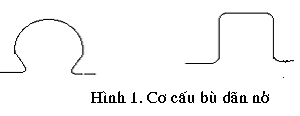 Hình 1. Cơ cấu bù dãn nở